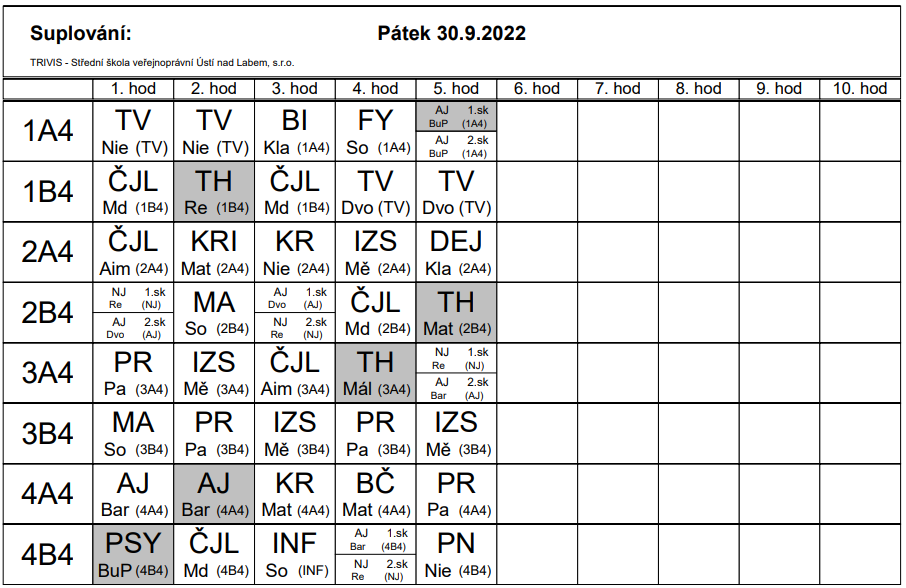 Suplování: Pátek 30.9.2022
TRIVIS - Střední škola veřejnoprávní Ústí nad Labem, s.r.o.
1. hod 2. hod 3. hod 4. hod 5. hod 6. hod 7. hod 8. hod 9. hod 10. hod
1A4
TV TV BI FY
Nie (TV) Nie (TV) Kla (1A4) So (1A4)
AJ 1.sk
BuP (1A4)
AJ 2.sk
BuP (1A4)
1B4
ČJL TH ČJL TV TV
Md (1B4) Re (1B4) Md (1B4) Dvo (TV) Dvo (TV)
2A4
ČJL KRI KR IZS DEJ
Aim (2A4) Mat (2A4) Nie (2A4) Mě (2A4) Kla (2A4)
2B4
NJ 1.sk
Re (NJ)
AJ 2.sk
Dvo (AJ)
MA
So (2B4)
AJ 1.sk
Dvo (AJ)
NJ 2.sk
Re (NJ)
ČJL TH
Md (2B4) Mat (2B4)
3A4
PR IZS ČJL TH
Pa (3A4) Mě (3A4) Aim (3A4) Mál (3A4)
NJ 1.sk
Re (NJ)
AJ 2.sk
Bar (AJ)
3B4
MA PR IZS PR IZS
So (3B4) Pa (3B4) Mě (3B4) Pa (3B4) Mě (3B4)
4A4
AJ AJ KR BČ PR
Bar (4A4) Bar (4A4) Mat (4A4) Mat (4A4) Pa (4A4)
4B4
PSY ČJL INF
BuP (4B4) Md (4B4) So (INF)
AJ 1.sk
Bar (4B4)
NJ 2.sk
Re (NJ)
PN
Nie (4B4)